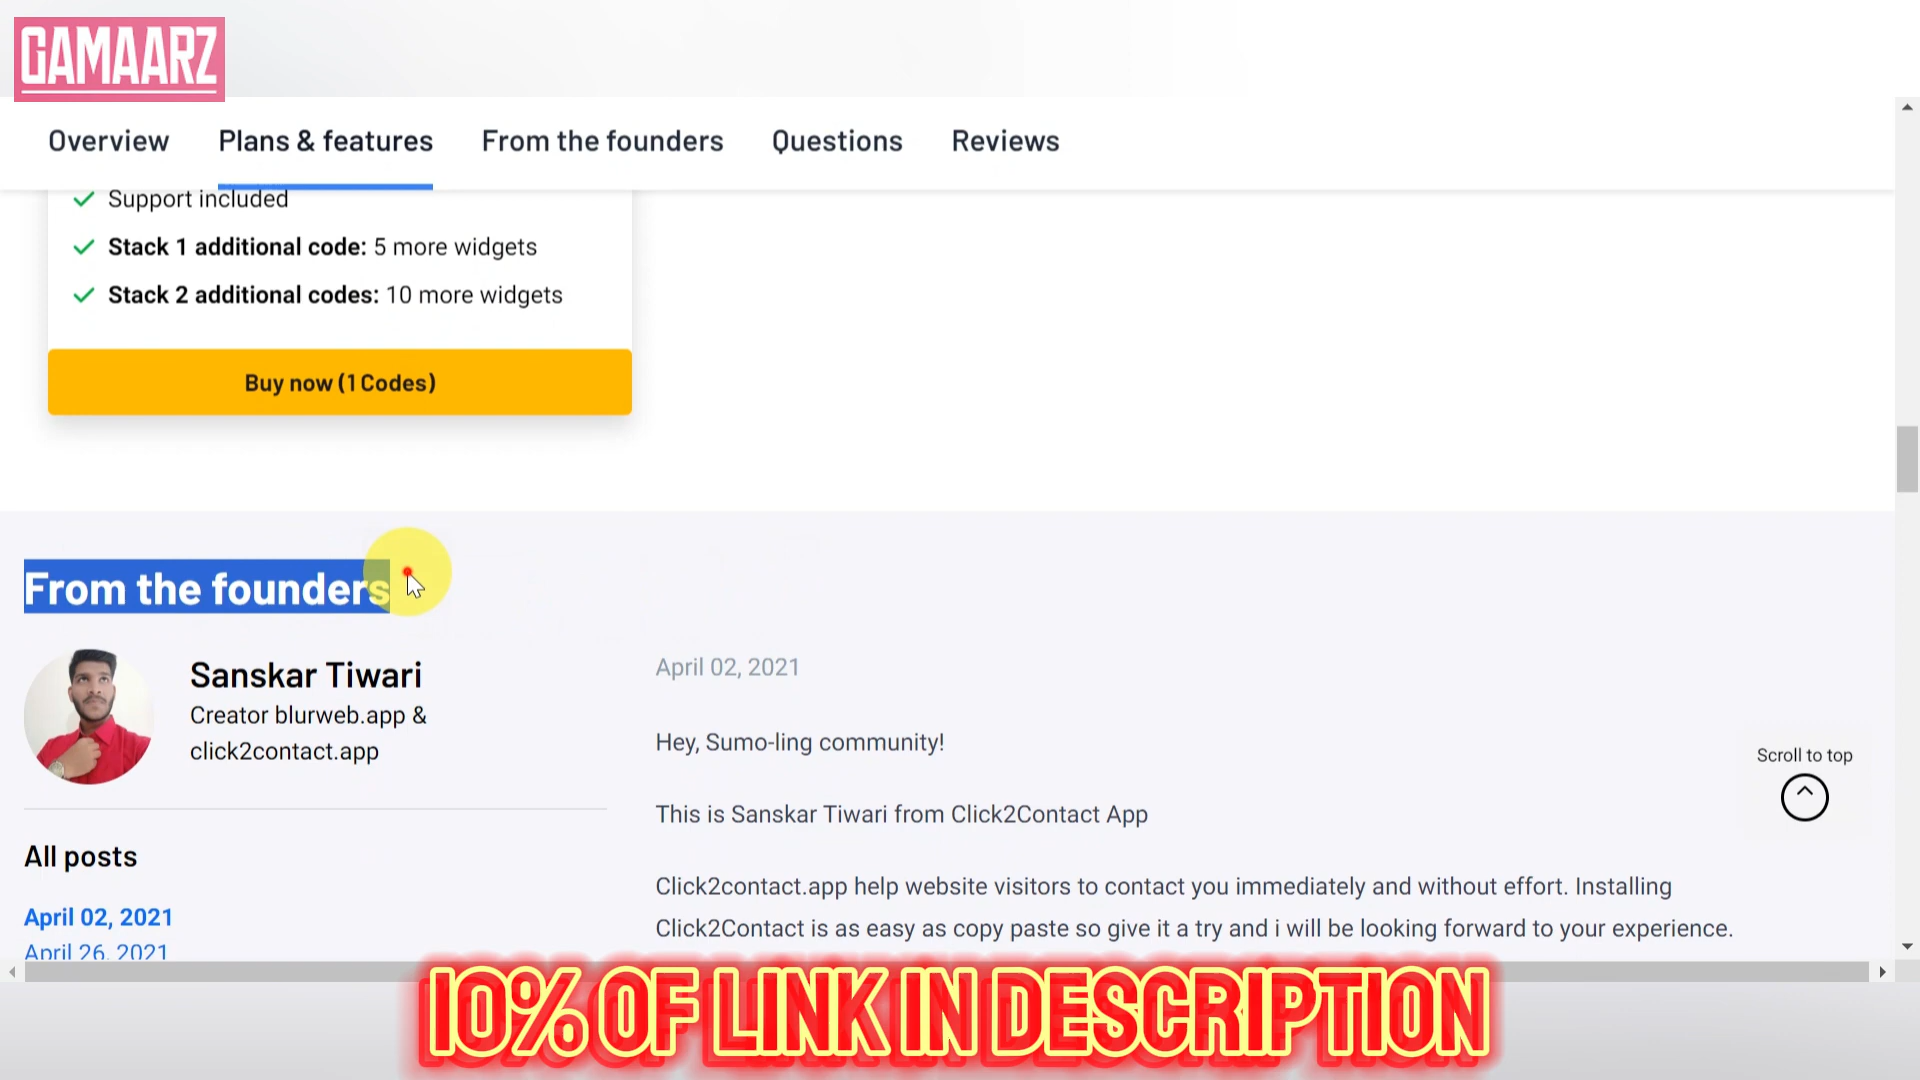 GAMAARZ
Overview Plans & features From the founders Questions Reviews
Support included
Stack 1 additional code: 5 more widgets
Stack 2 additional codes: 10 more widgets
Buy now (1 Codes)
From the founders
Sanskar Tiwari
Creator blurweb.app &
click2contact.app
All posts
April 02, 2021
April 26, 2021
April 02, 2021
Hey, Sumo-ling community!
This is Sanskar Tiwari from Click2Contact App
Click2contact.app help website visitors to contact you immediately and without effort. Installing
Click2Contact is as easy as copy paste so give it a try and i will be looking forward to your experience.
Scroll to top
10% OF LINK IN DESCRIPTION